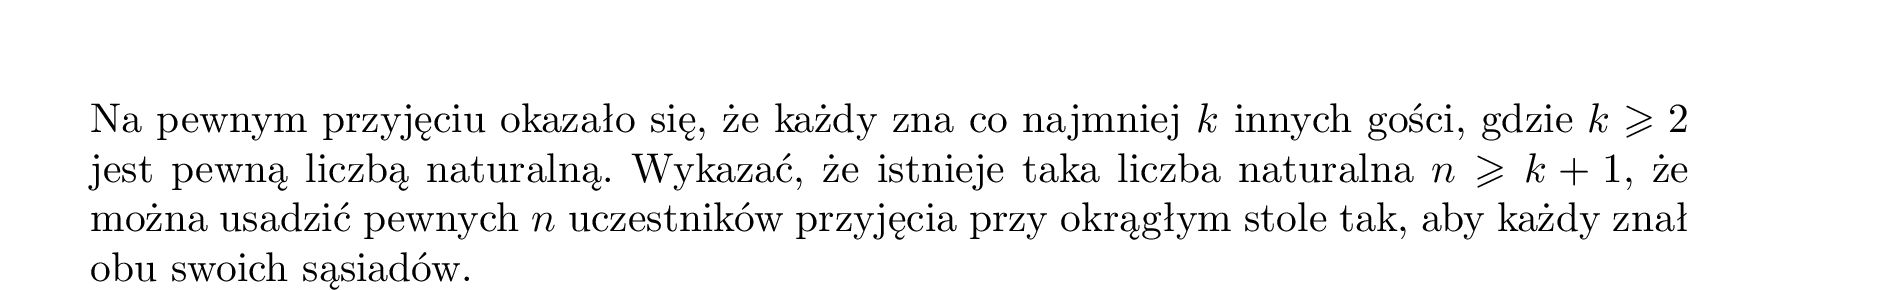 Na pewnym przyjęciu okazało się, że każdy zna co najmniej k innych gości, gdzie k ⩾ 2
jest pewną liczbą naturalną. Wykazać, że istnieje taka liczba naturalna n ⩾ k + 1, że
można usadzić pewnych n uczestników przyjęcia przy okrągłym stole tak, aby każdy znał
obu swoich sąsiadów.